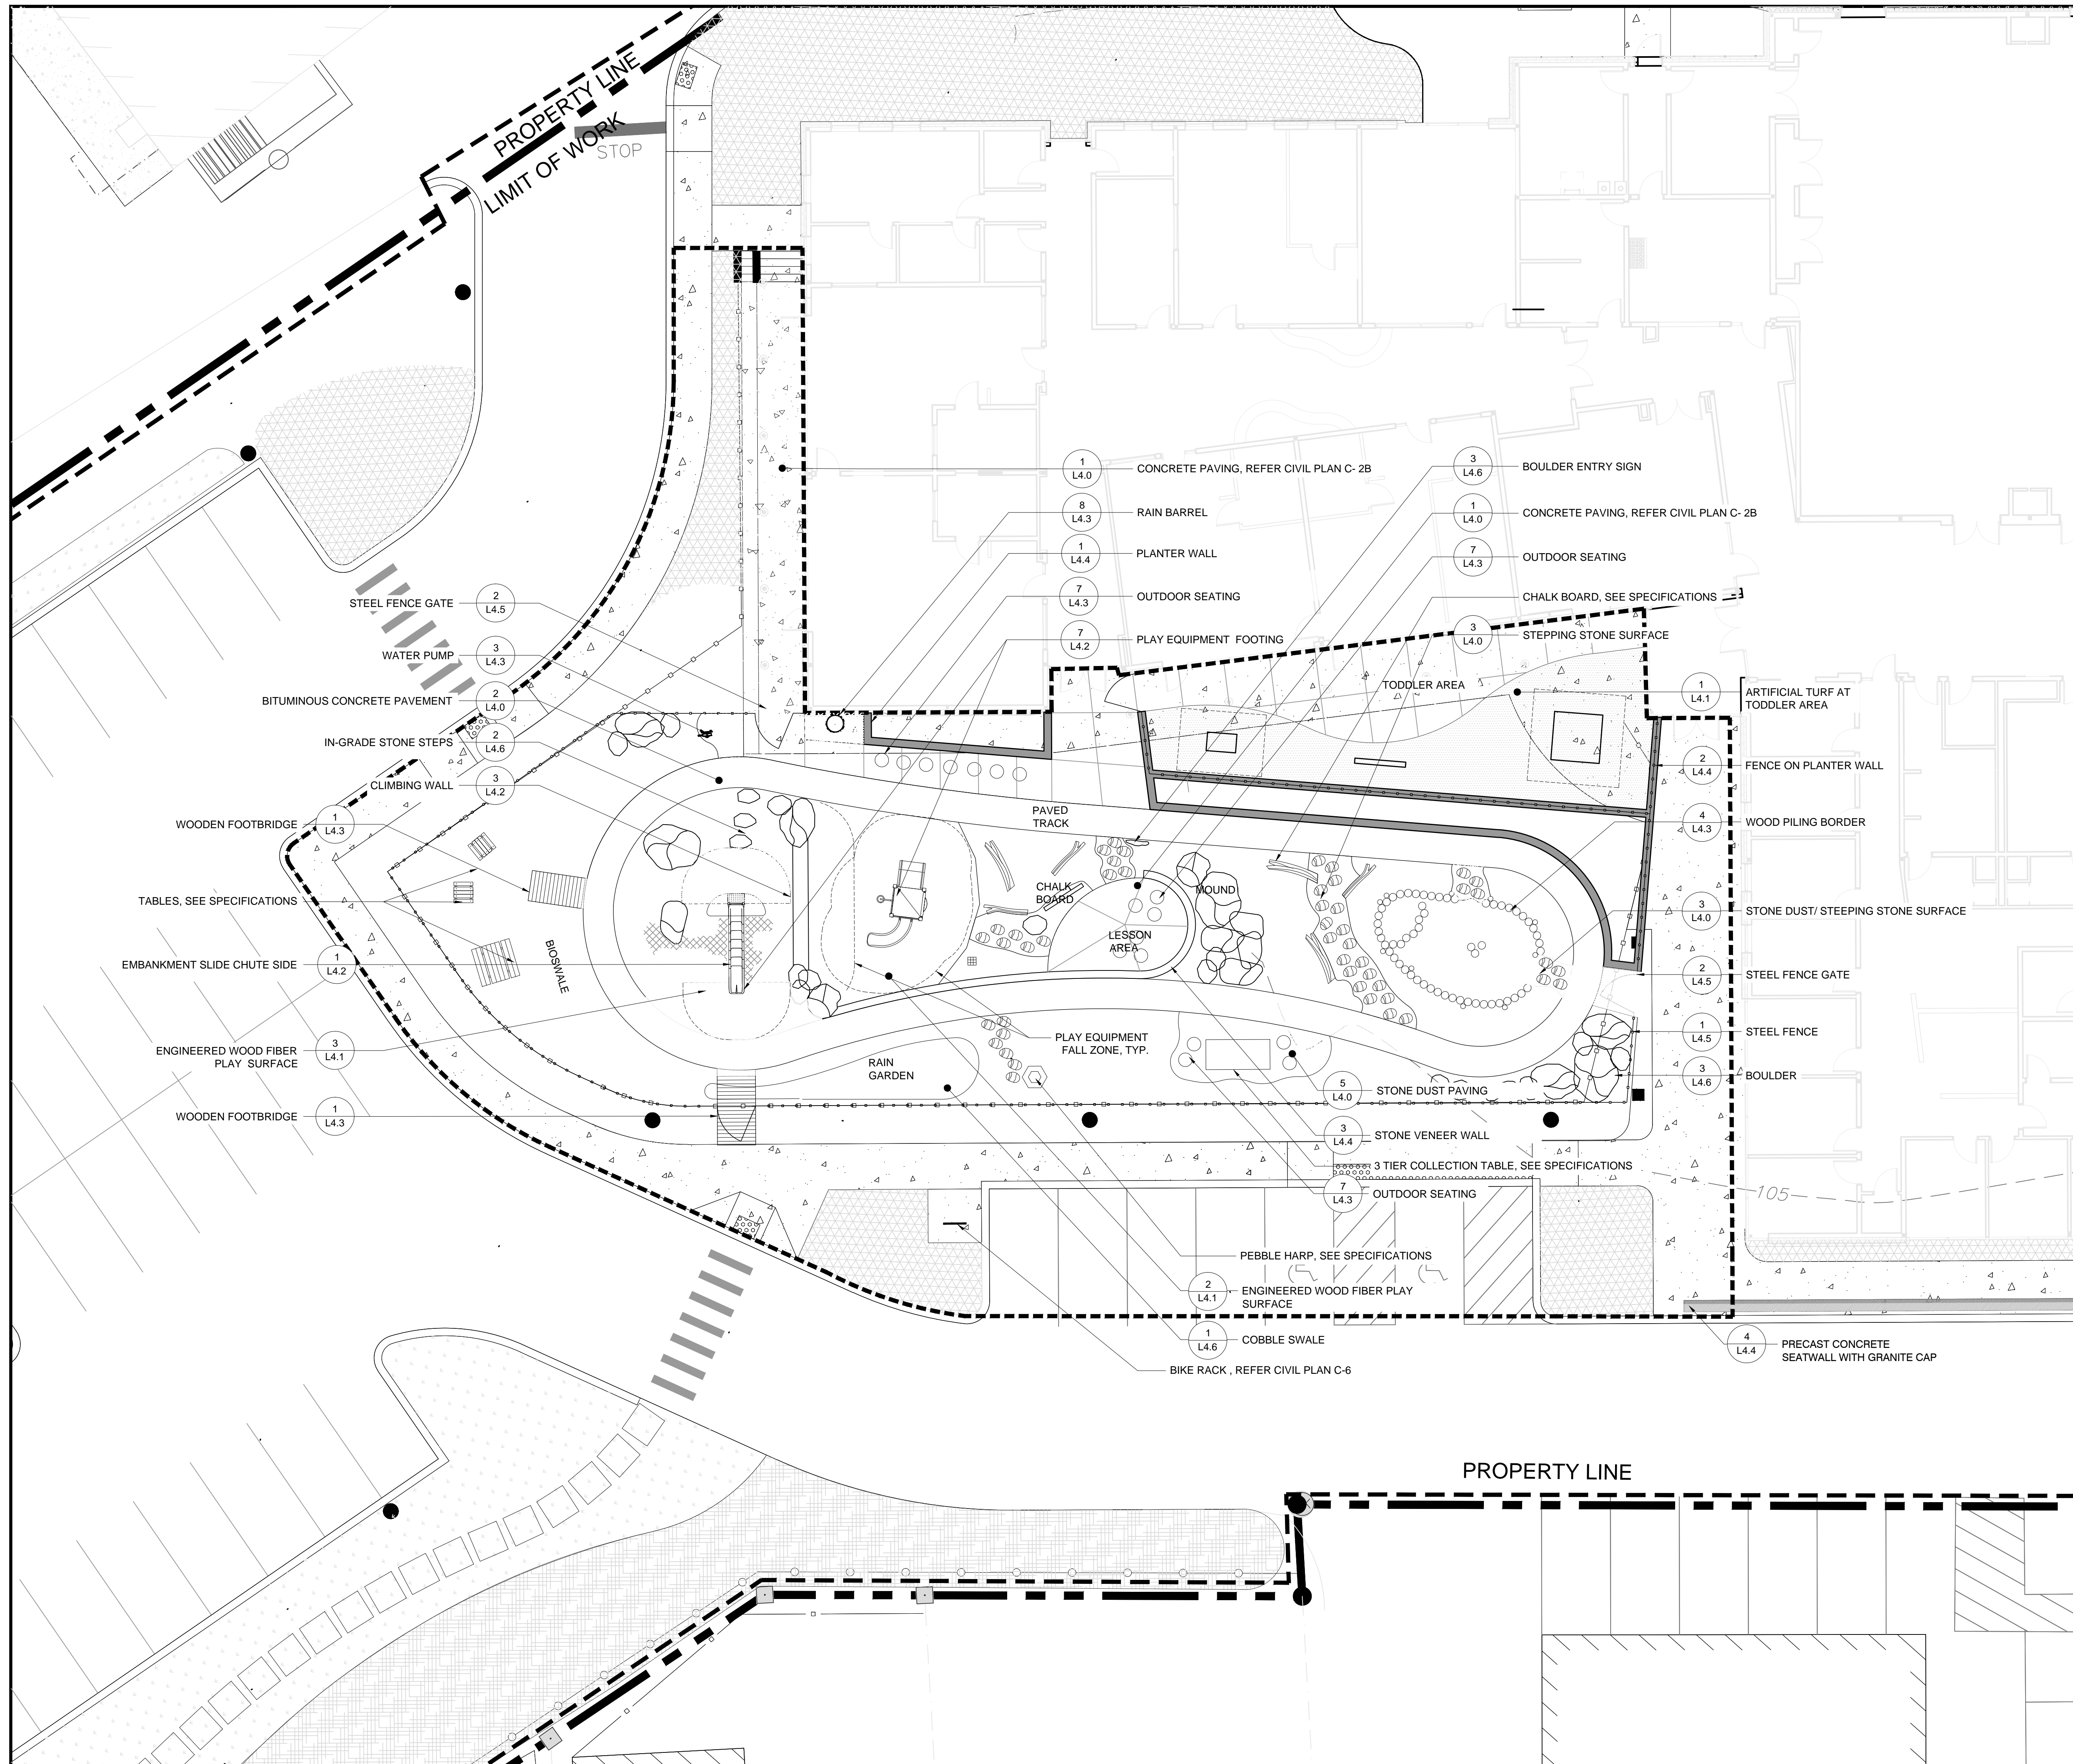 PROPERTY LINE
LIMIT OF WORK
STOP
1
L4.0
CONCRETE PAVING, REFER CIVIL PLAN C- 2B
8
L4.3
RAIN BARREL
1
L4.4
PLANTER WALL
7
L4.3
OUTDOOR SEATING
7
L4.2
PLAY EQUIPMENT FOOTING
3
L4.6
BOULDER ENTRY SIGN
1
L4.0
CONCRETE PAVING, REFER CIVIL PLAN C- 2B
7
L4.3
OUTDOOR SEATING
CHALK BOARD, SEE SPECIFICATIONS
3
L4.0
STEPPING STONE SURFACE
STEEL FENCE GATE
2
L4.5
WATER PUMP
3
L4.3
BITUMINOUS CONCRETE PAVEMENT
2
L4.0
IN-GRADE STONE STEPS
2
L4.6
CLIMBING WALL
3
L4.2
WOODEN FOOTBRIDGE
1
L4.3
TABLES, SEE SPECIFICATIONS
EMBANKMENT SLIDE CHUTE SIDE
1
L4.2
ENGINEERED WOOD FIBER
PLAY SURFACE
3
L4.1
WOODEN FOOTBRIDGE
1
L4.3
BIOSWALE
TODDLER AREA
PAVED
TRACK
CHALK
BOARD
MOUND
LESSON
AREA
PLAY EQUIPMENT
FALL ZONE, TYP.
RAIN
GARDEN
1
L4.1
ARTIFICIAL TURF AT
TODDLER AREA
2
L4.4
FENCE ON PLANTER WALL
4
L4.3
WOOD PILING BORDER
3
L4.0
STONE DUST/ STEEPING STONE SURFACE
2
L4.5
STEEL FENCE GATE
1
L4.5
STEEL FENCE
3
L4.6
BOULDER
5
L4.0
STONE DUST PAVING
3
L4.4
STONE VENEER WALL
3 TIER COLLECTION TABLE, SEE SPECIFICATIONS
7
L4.3
OUTDOOR SEATING
105
PEBBLE HARP, SEE SPECIFICATIONS
2
L4.1
ENGINEERED WOOD FIBER PLAY
SURFACE
1
L4.6
COBBLE SWALE
BIKE RACK , REFER CIVIL PLAN C-6
4
L4.4
PRECAST CONCRETE
SEATWALL WITH GRANITE CAP
PROPERTY LINE